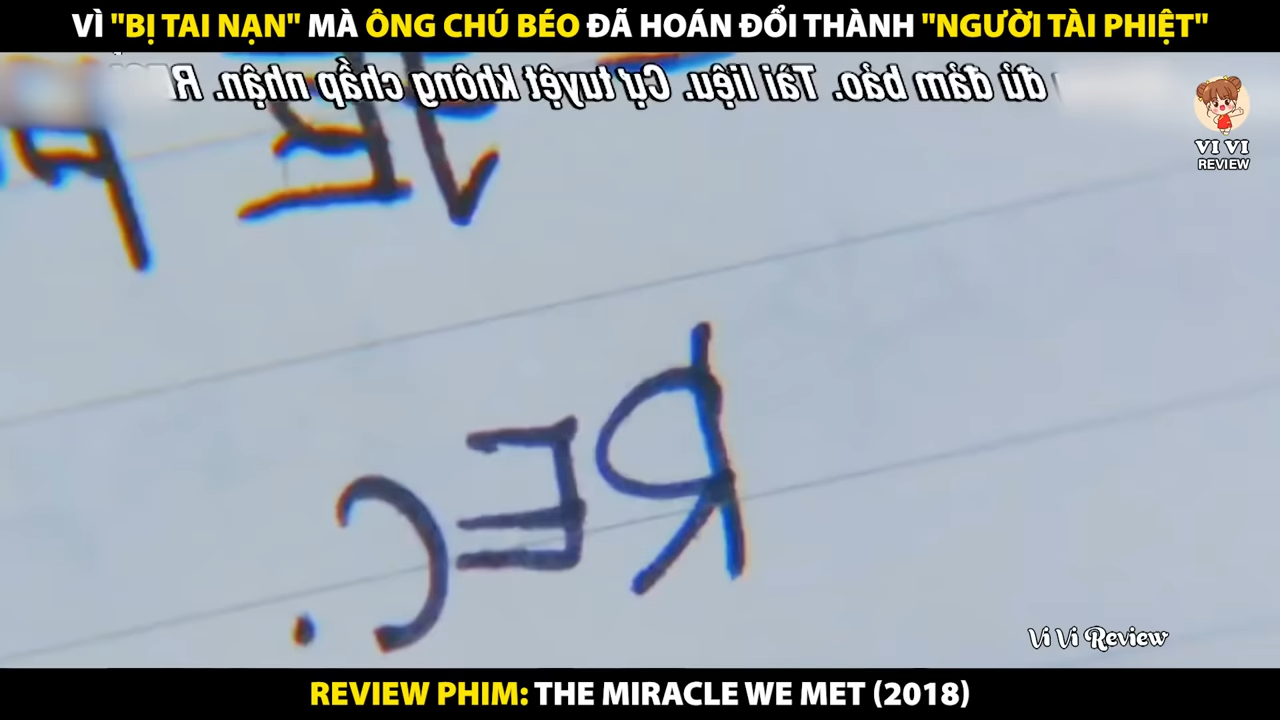 VÌ "BỊ TAI NẠN" MÀ ÔNG CHÚ BÉO ĐÃ HOÁN ĐỔI THÀNH "NGƯỜI TÀI PHIỆT"
đủ đảm bảo. Tài liệu. Cự tuyệt không chấp nhận. R
VI VI
REVIEW
REC.
Vi Vi Review
REVIEW PHIM: THE MIRACLE WE MET (2018)